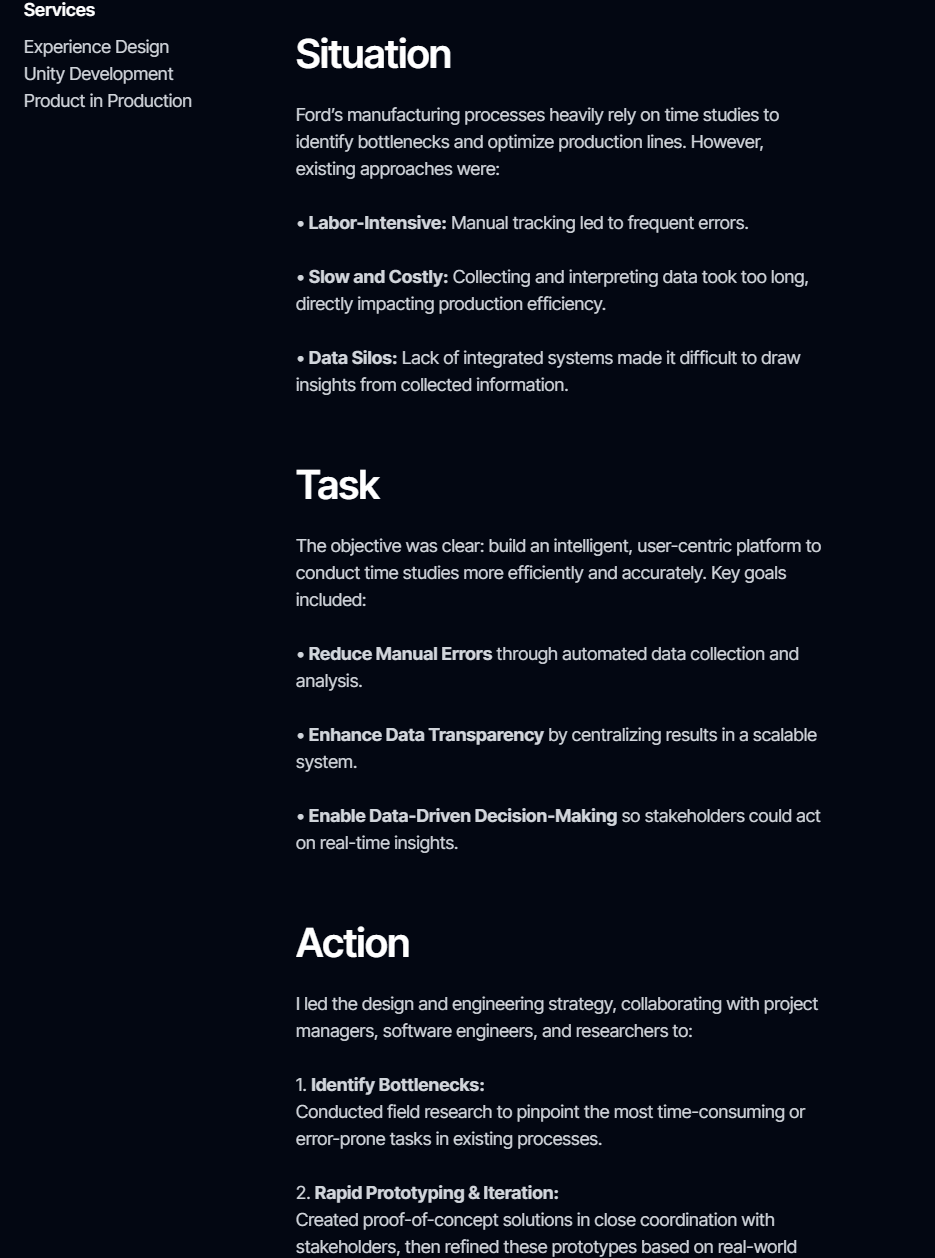 Services
Experience Design
Unity Development
Product in Production
Situation
Ford’s manufacturing processes heavily rely on time studies to
identify bottlenecks and optimize production lines. However,
existing approaches were:
• Labor-Intensive: Manual tracking led to frequent errors.
• Slow and Costly: Collecting and interpreting data took too long,
directly impacting production efficiency.
• Data Silos: Lack of integrated systems made it difficult to draw
insights from collected information.
Task
The objective was clear: build an intelligent, user-centric platform to
conduct time studies more efficiently and accurately. Key goals
included:
• Reduce Manual Errors through automated data collection and
analysis.
• Enhance Data Transparency by centralizing results in a scalable
system.
• Enable Data-Driven Decision-Making so stakeholders could act
on real-time insights.
Action
I led the design and engineering strategy, collaborating with project
managers, software engineers, and researchers to:
1. Identify Bottlenecks:
Conducted field research to pinpoint the most time-consuming or
error-prone tasks in existing processes.
2. Rapid Prototyping & Iteration:
Created proof-of-concept solutions in close coordination with
stakeholders, then refined these prototypes based on real-world